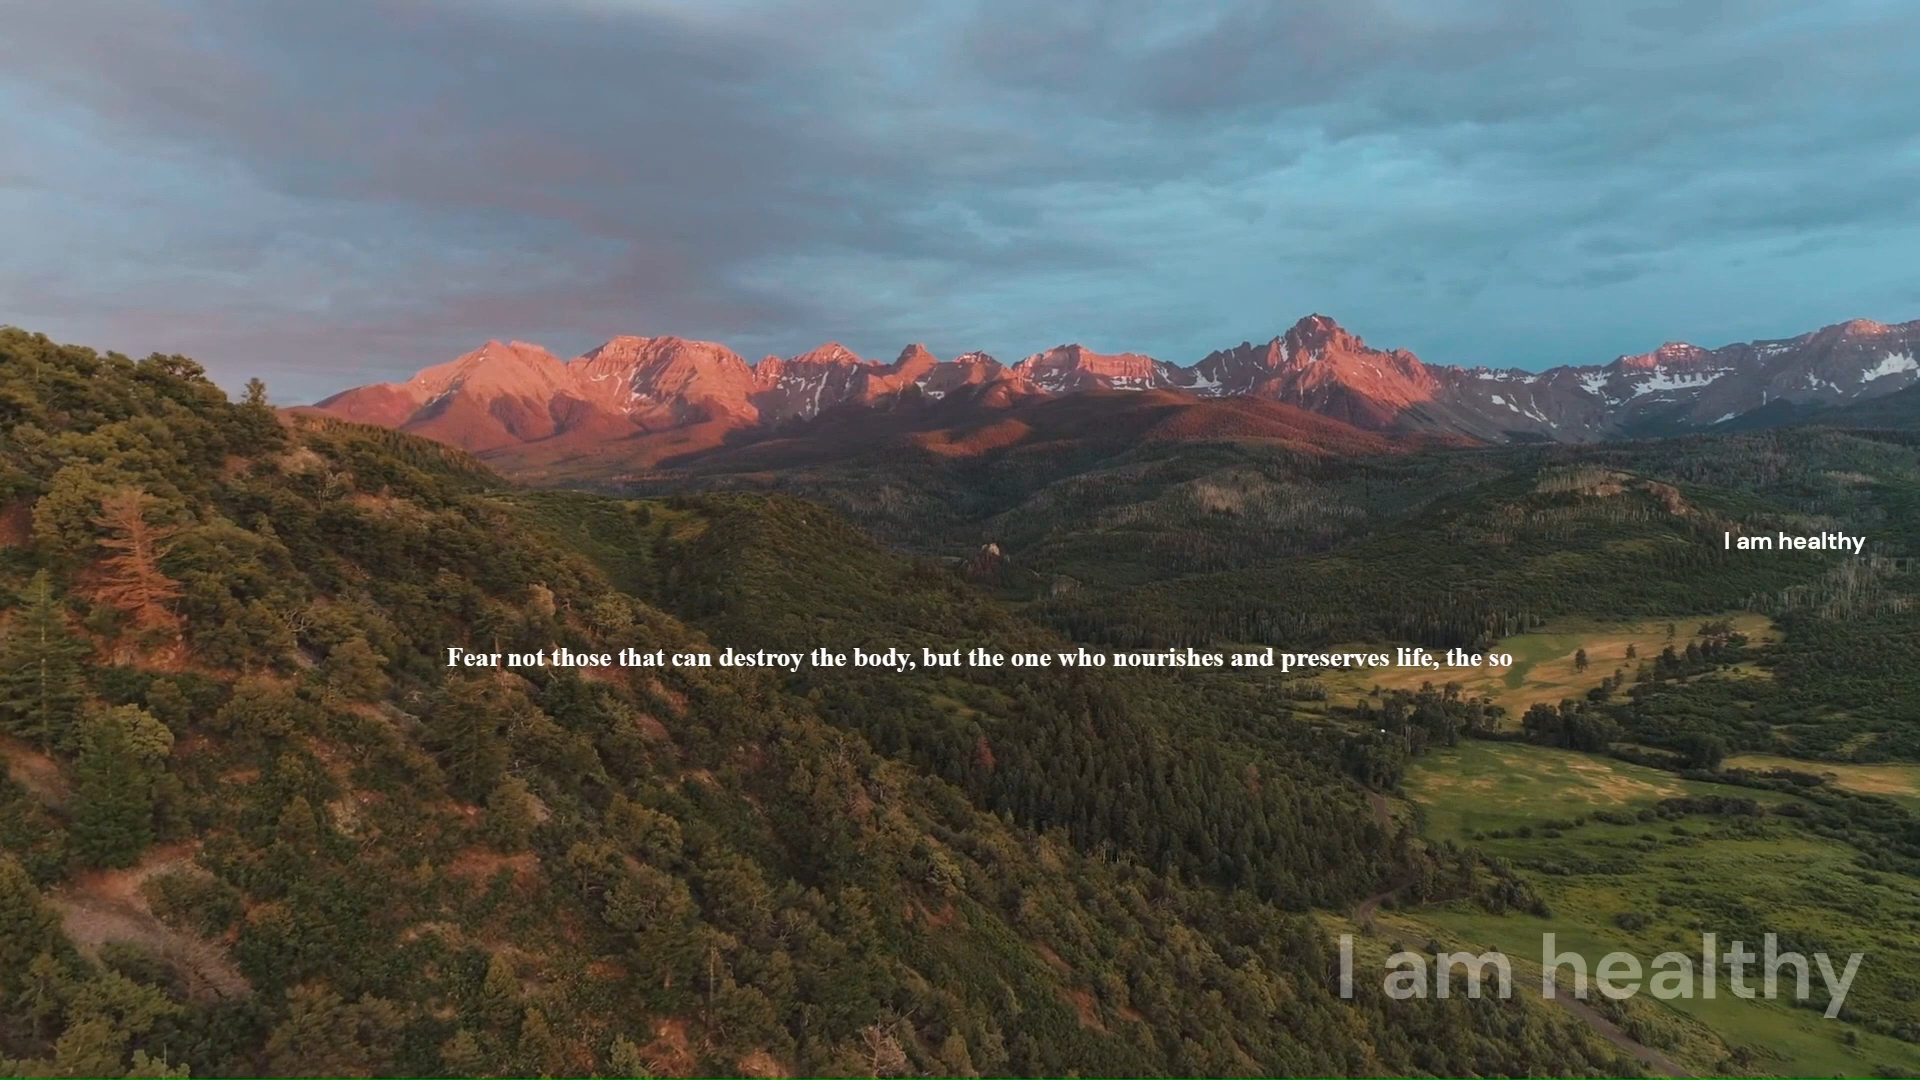 I am healthy
Fear not those that can destroy the body, but the one who nourishes and preserves life, the so
I am healthy